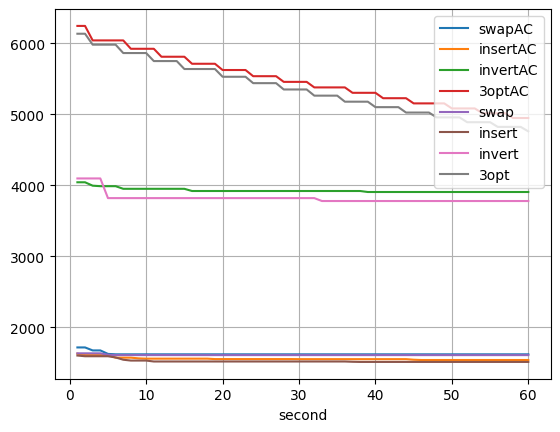 6000
5000
4000
3000
2000
0
10
20
30
40
50
60
second
swapAC
insertAC
invertAC
3optAC
swap
insert
invert
3opt